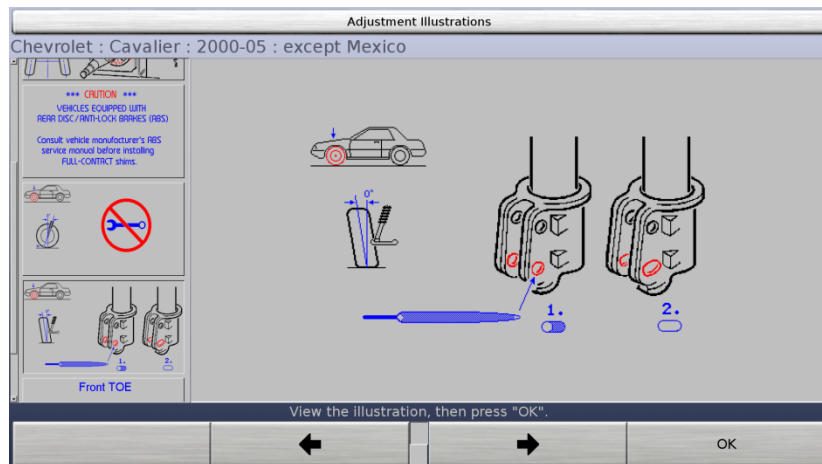 Adjustment Illustrations
Chevrolet : Cavalier : 2000-05 : except Mexico
*** CAUTION ***
VEHICLES EQUIPPED WITH
REAR DISC/ANTI-LOCK BRAKES (ABS)
Consult vehicle manufacturer's ABS
service manual before installing
FULL-CONTACT shims.
1.
2.
Front TOE
0°
1.
2.
View the illustration, then press "OK".
OK